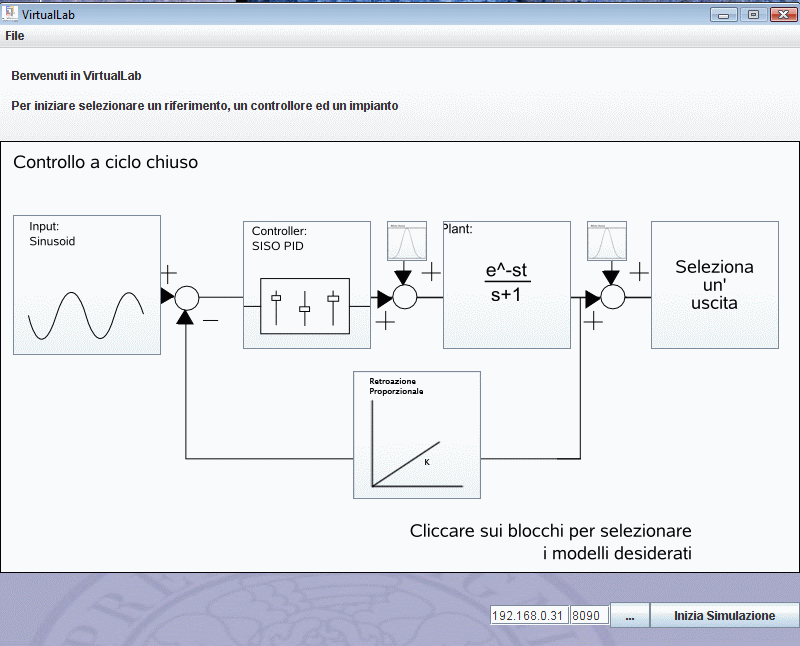 VirtualLab
File
Benvenuti in VirtualLab
Per iniziare selezionare un riferimento, un controllore ed un impianto
Controllo a ciclo chiuso
Input:
Sinusoid
Controller:
SISO PID
Plant:
e^-st
s+1
Seleziona
un'
uscita
Retroazione
Proporzionale
K
Cliccare sui blocchi per selezionare
i modelli desiderati
192.168.0.31 8090 ... Inizia Simulazione